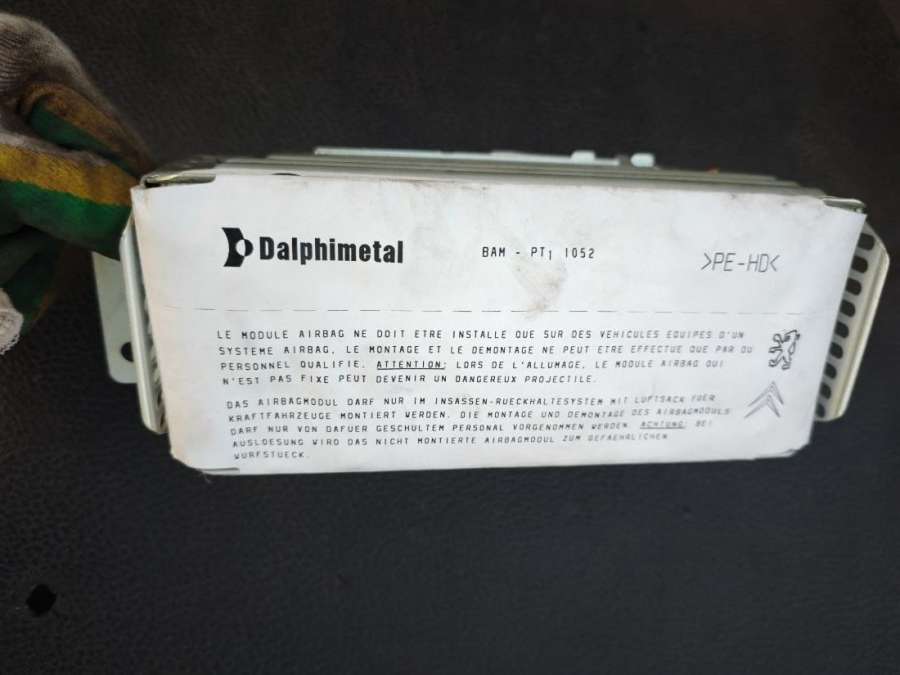 Dalphimetal
BAM - PT1 1052
>PE-HD<
LE MODULE AIRBAG NE DOIT ETRE INSTALLE QUE SUR DES VEHICULES EQUIPES D'UN
SYSTEME AIRBAG, LE MONTAGE ET LE DEMONTAGE NE PEUT ETRE EFFECTUE QUE PAR DU
PERSONNEL QUALIFIE. ATTENTION: LORS DE L'ALLUMAGE, LE MODULE AIRBAG QUI
N'EST PAS FIXE PEUT DEVENIR UN DANGEREUX PROJECTILE.
DAS AIRBAGMODUL DARF NUR IM INSASSEN-RUECKHALTESYSTEM MIT LUFTSACK FUER
KRAFTFAHRZEUGE MONTIERT WERDEN. DIE MONTAGE UND DEMONTAGE DES AIRBAGMODULS
DARF NUR VON DAFUER GESCHULTEM PERSONAL VORGENOMMEN WERDEN. ACHTUNG: BEI
AUSLOESUNG WIRD DAS NICHT MONTIERTE AIRBAGMODUL ZUM GEFAEHRLICHEN
WURFSTUECK.